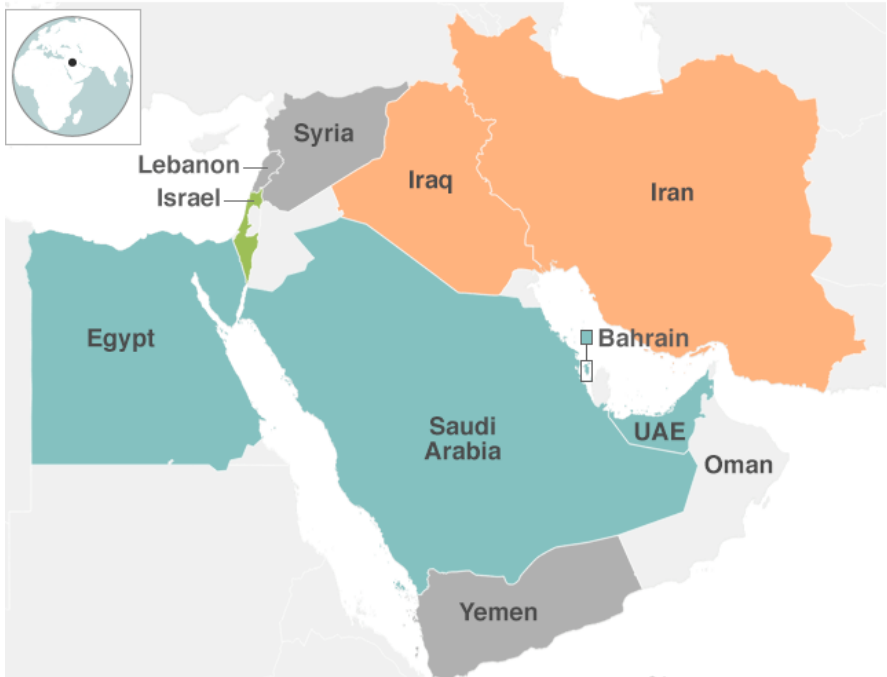 Syria
Lebanon
Israel
Iraq
Iran
Egypt
Bahrain
Saudi
Arabia
UAE
Oman
Yemen